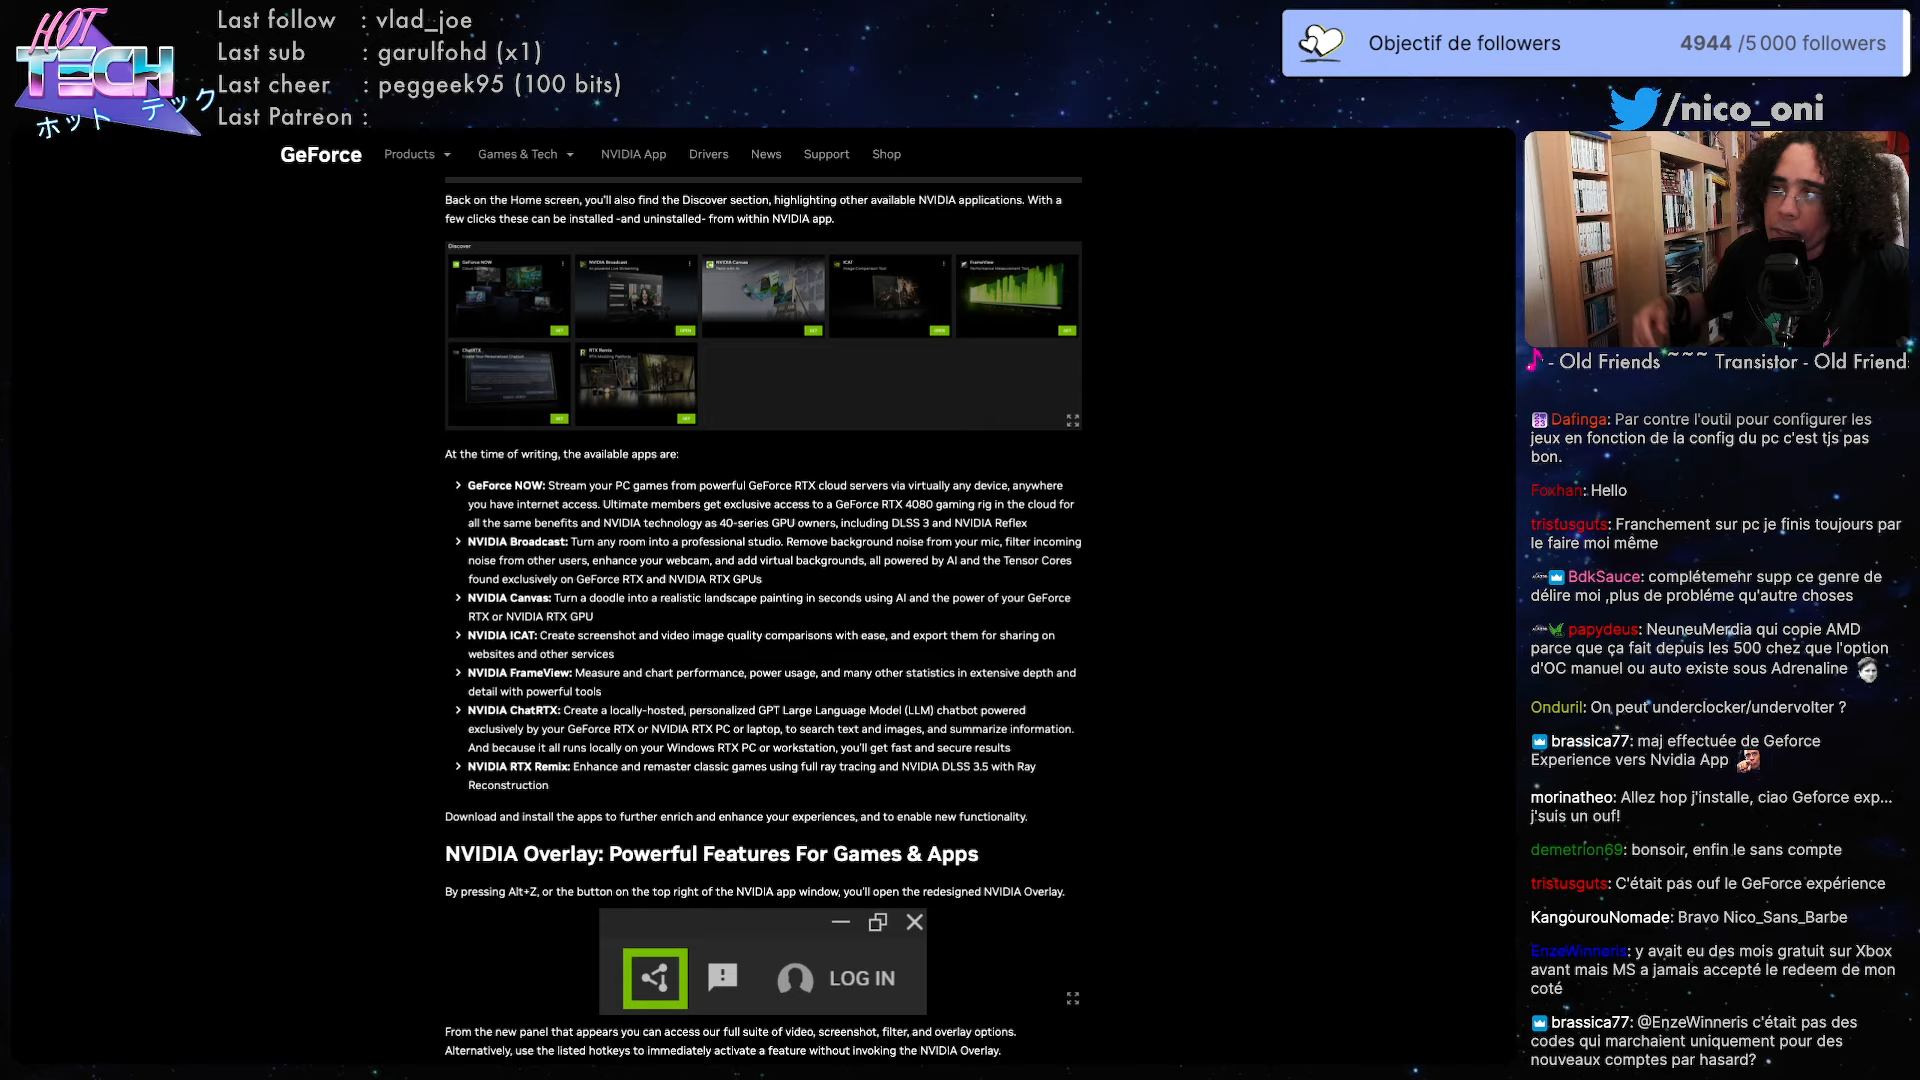 HOT
TECH
ホット テック
Last follow : vlad_joe
Last sub : garulfohd (x1)
Last cheer : peggeek95 (100 bits)
Last Patreon :
Objectif de followers 4944 /5 000 followers
/nico_oni
GeForce Products Games & Tech NVIDIA App Drivers News Support Shop
Back on the Home screen, you'll also find the Discover section, highlighting other available NVIDIA applications. With a
few clicks these can be installed -and uninstalled- from within NVIDIA app.
Discover
GeForce NOW
NVIDIA Broadcast
NVIDIA Canvas
ICAT
Image Comparison Tool
FrameView
Performance Measurement Tool
GET
OPEN
GET
OPEN
GET
ChatRTX
RTX Remix
RTX Modding Platform
GET
GET
At the time of writing, the available apps are:
GeForce NOW: Stream your PC games from powerful GeForce RTX cloud servers via virtually any device, anywhere
you have internet access. Ultimate members get exclusive access to a GeForce RTX 4080 gaming rig in the cloud for
all the same benefits and NVIDIA technology as 40-series GPU owners, including DLSS 3 and NVIDIA Reflex
NVIDIA Broadcast: Turn any room into a professional studio. Remove background noise from your mic, filter incoming
noise from other users, enhance your webcam, and add virtual backgrounds, all powered by AI and the Tensor Cores
found exclusively on GeForce RTX and NVIDIA RTX GPUs
NVIDIA Canvas: Turn a doodle into a realistic landscape painting in seconds using AI and the power of your GeForce
RTX or NVIDIA RTX GPU
NVIDIA ICAT: Create screenshot and video image quality comparisons with ease, and export them for sharing on
websites and other services
NVIDIA FrameView: Measure and chart performance, power usage, and many other statistics in extensive depth and
detail with powerful tools
NVIDIA ChatRTX: Create a locally-hosted, personalized GPT Large Language Model (LLM) chatbot powered
exclusively by your GeForce RTX or NVIDIA RTX PC or laptop, to search text and images, and summarize information.
And because it all runs locally on your Windows RTX PC or workstation, you'll get fast and secure results
NVIDIA RTX Remix: Enhance and remaster classic games using full ray tracing and NVIDIA DLSS 3.5 with Ray
Reconstruction
Download and install the apps to further enrich and enhance your experiences, and to enable new functionality.
NVIDIA Overlay: Powerful Features For Games & Apps
By pressing Alt+Z, or the button on the top right of the NVIDIA app window, you'll open the redesigned NVIDIA Overlay.
LOG IN
From the new panel that appears you can access our full suite of video, screenshot, filter, and overlay options.
Alternatively, use the listed hotkeys to immediately activate a feature without invoking the NVIDIA Overlay.
- Old Friends ~~~ Transistor - Old Friend
Dafinga: Par contre l'outil pour configurer les
jeux en fonction de la config du pc c'est tjs pas
bon.
Foxhan: Hello
tristusguts: Franchement sur pc je finis toujours par
le faire moi même
BdkSauce: complétemehr supp ce genre de
délire moi ,plus de probléme qu'autre choses
papydeus: NeuneuMerdia qui copie AMD
parce que ça fait depuis les 500 chez que l'option
d'OC manuel ou auto existe sous Adrenaline
Onduril: On peut underclocker/undervolter ?
brassica77: maj effectuée de Geforce
Experience vers Nvidia App
morinatheo: Allez hop j'installe, ciao Geforce exp...
j'suis un ouf!
demetrion69: bonsoir, enfin le sans compte
tristusguts: C'était pas ouf le GeForce expérience
KangourouNomade: Bravo Nico_Sans_Barbe
EnzeWinneris: y avait eu des mois gratuit sur Xbox
avant mais MS a jamais accepté le redeem de mon
coté
brassica77: @EnzeWinneris c'était pas des
codes qui marchaient uniquement pour des
nouveaux comptes par hasard?